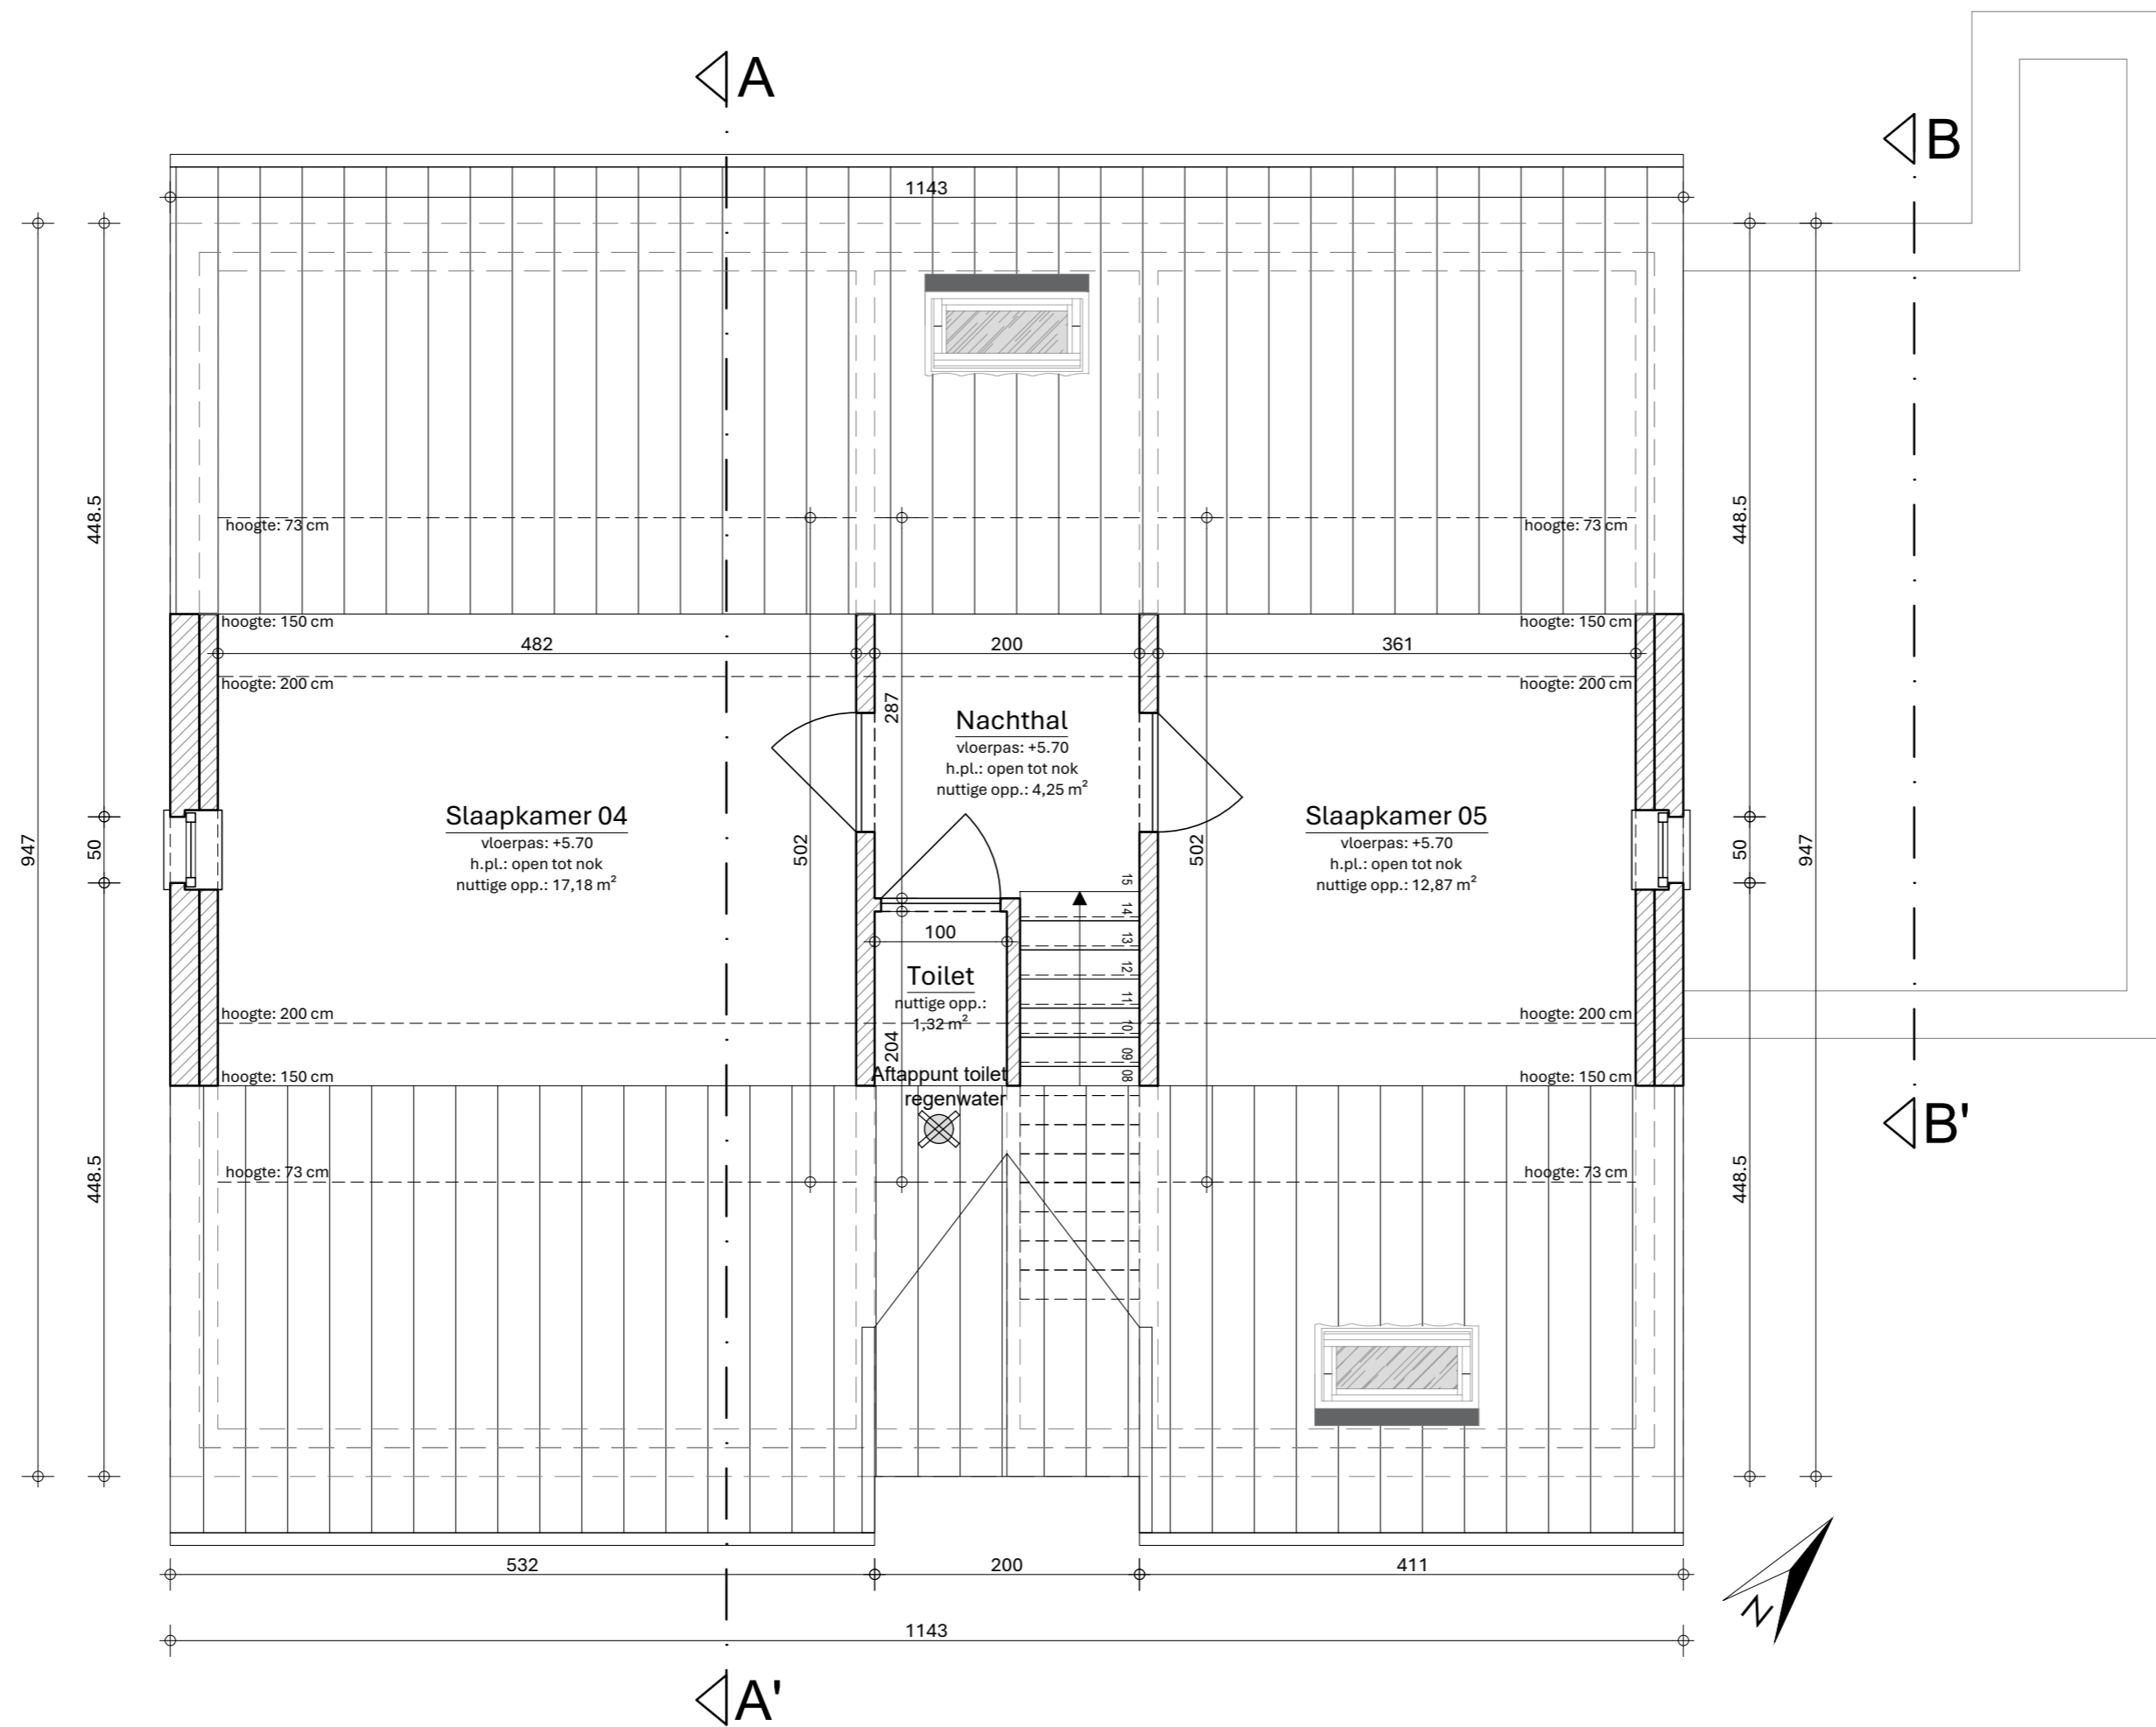 A
B
1143
448.5
448.5
hoogte: 73 cm
hoogte: 73 cm
hoogte: 150 cm
hoogte: 150 cm
482
200
361
hoogte: 200 cm
hoogte: 200 cm
287
Nachthal
vloerpas: +5.70
h.pl.: open tot nok
nuttige opp.: 4,25 m²
Slaapkamer 04
vloerpas: +5.70
h.pl.: open tot nok
nuttige opp.: 17,18 m²
Slaapkamer 05
vloerpas: +5.70
h.pl.: open tot nok
nuttige opp.: 12,87 m²
947
50
502
502
50
947
15
14
13
12
11
10
09
08
100
Toilet
nuttige opp.:
1,32 m²
204
hoogte: 200 cm
hoogte: 200 cm
Aftappunt toilet
regenwater
hoogte: 150 cm
hoogte: 150 cm
B'
448.5
448.5
hoogte: 73 cm
hoogte: 73 cm
532
200
411
N
1143
A'